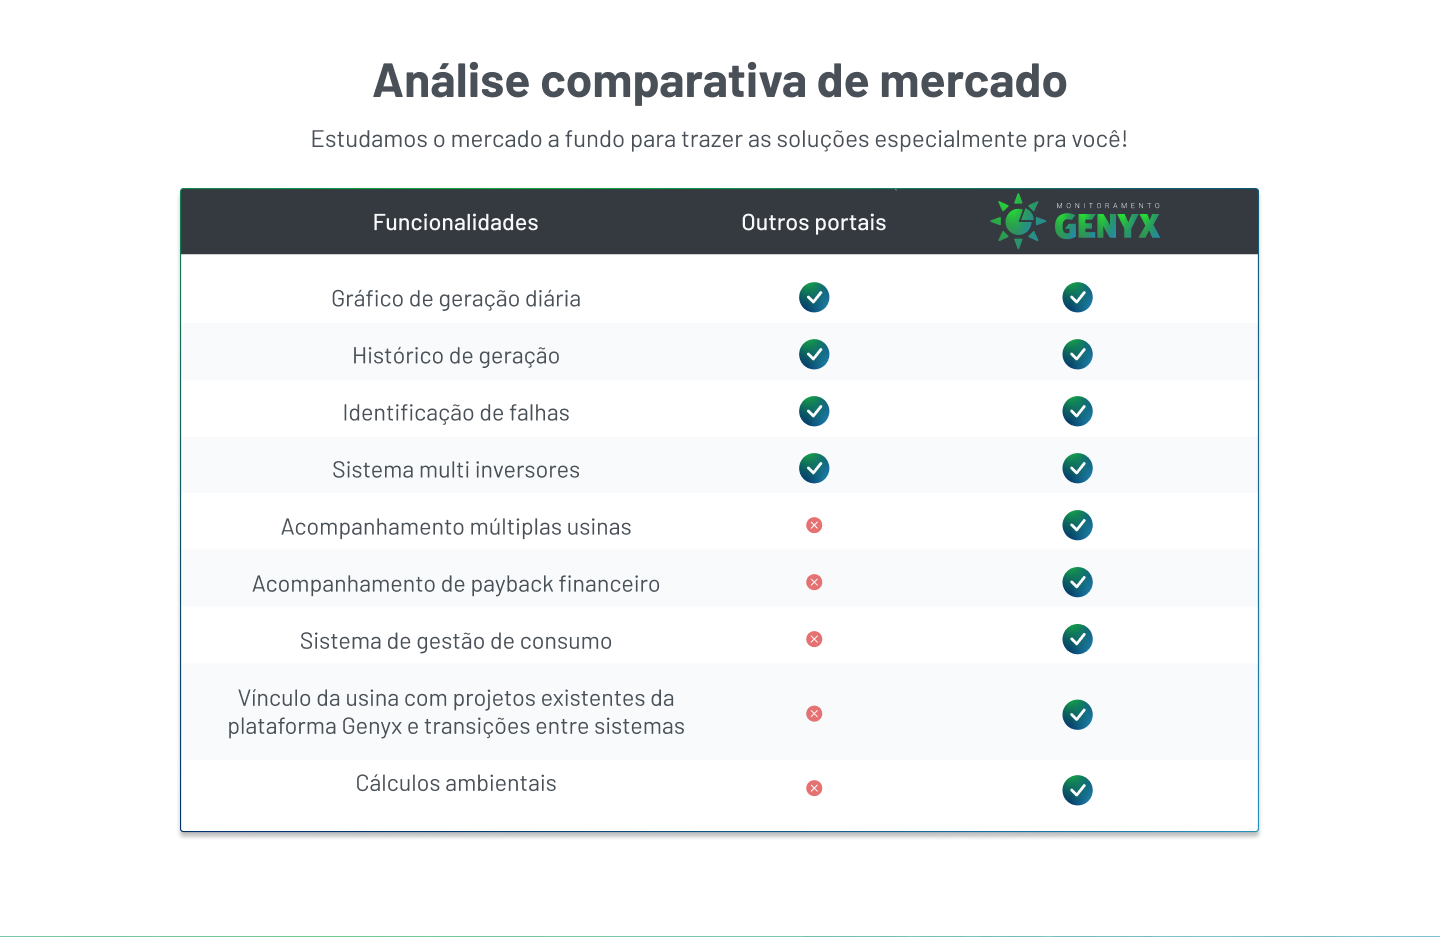 Análise comparativa de mercado
Estudamos o mercado a fundo para trazer as soluções especialmente pra você!
Funcionalidades
Outros portais
MONITORAMENTO
GENYX
Gráfico de geração diária
Histórico de geração
Identificação de falhas
Sistema multi inversores
Acompanhamento múltiplas usinas
Acompanhamento de payback financeiro
Sistema de gestão de consumo
Vínculo da usina com projetos existentes da
plataforma Genyx e transições entre sistemas
Cálculos ambientais